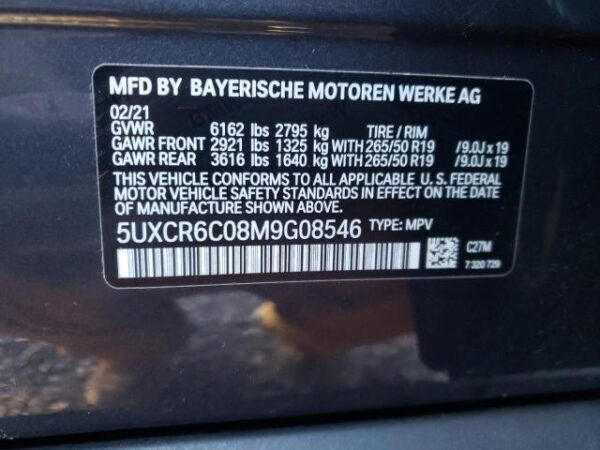 MFD BY BAYERISCHE MOTOREN WERKE AG
02/21
GVWR 6162 lbs 2795 kg TIRE / RIM
GAWR FRONT 2921 lbs 1325 kg WITH 265/50 R19 /9.0J x 19
GAWR REAR 3616 lbs 1640 kg WITH 265/50 R19 /9.0J x 19
THIS VEHICLE CONFORMS TO ALL APPLICABLE U. S. FEDERAL
MOTOR VEHICLE SAFETY STANDARDS IN EFFECT ON THE DATE OF
MANUFACTURE SHOWN ABOVE.
5UXCR6C08M9G08546 TYPE: MPV
C27M
7 320 729